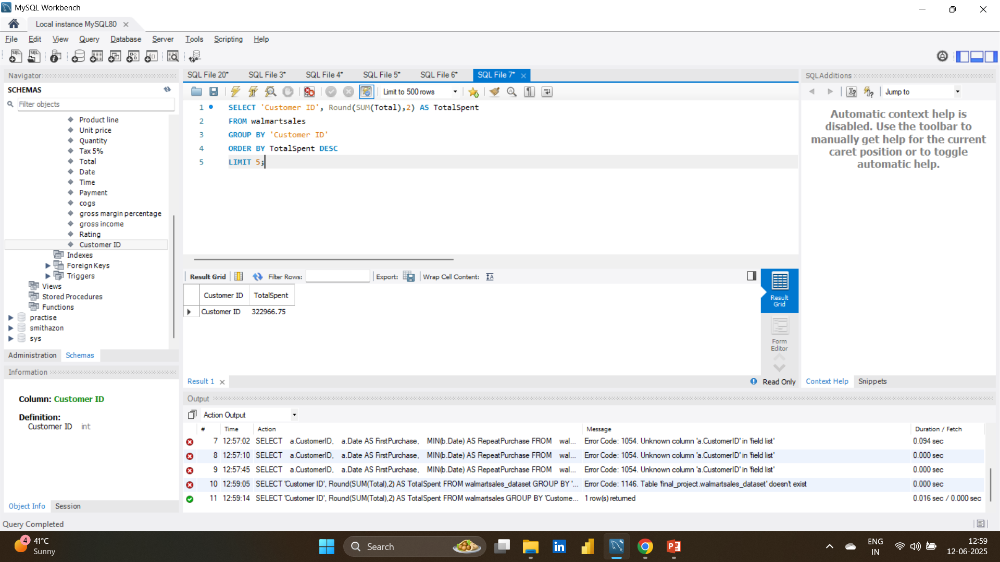 MySQL Workbench
Local instance MySQL80
File Edit View Query Database Server Tools Scripting Help
Navigator
SCHEMAS
Filter objects
Product line
Unit price
Quantity
Tax 5%
Total
Date
Time
Payment
cogs
gross margin percentage
gross income
Rating
Customer ID
Indexes
Foreign Keys
Triggers
Views
Stored Procedures
Functions
practise
smithazon
sys
Administration Schemas
Information
Column: Customer ID
Definition:
Customer ID int
Object Info Session
Query Completed
SQL File 20* SQL File 3* SQL File 4* SQL File 5* SQL File 6* SQL File 7*
Limit to 500 rows
1 SELECT 'Customer ID', Round(SUM(Total),2) AS TotalSpent
2 FROM walmartsales
3 GROUP BY 'Customer ID'
4 ORDER BY TotalSpent DESC
5 LIMIT 5;
Result Grid Filter Rows: Export: Wrap Cell Content:
Customer ID TotalSpent
Customer ID 322966.75
Result Grid
Form Editor
Result 1
Read Only
SQLAdditions
Jump to
Automatic context help is
disabled. Use the toolbar to
manually get help for the current
caret position or to toggle
automatic help.
Context Help Snippets
Output
Action Output
# Time Action Message Duration / Fetch
7 12:57:02 SELECT a.CustomerID, a.Date AS FirstPurchase, MIN(b.Date) AS RepeatPurchase FROM wal... Error Code: 1054. Unknown column 'a.CustomerID' in 'field list' 0.094 sec
8 12:57:10 SELECT a.CustomerID, a.Date AS FirstPurchase, MIN(b.Date) AS RepeatPurchase FROM wal... Error Code: 1054. Unknown column 'a.CustomerID' in 'field list' 0.000 sec
9 12:57:45 SELECT a.CustomerID, a.Date AS FirstPurchase, MIN(b.Date) AS RepeatPurchase FROM wal... Error Code: 1054. Unknown column 'a.CustomerID' in 'field list' 0.000 sec
10 12:59:05 SELECT 'Customer ID', Round(SUM(Total),2) AS TotalSpent FROM walmartsales_dataset GROUP BY '... Error Code: 1146. Table 'final_project.walmartsales_dataset' doesn't exist 0.000 sec
11 12:59:14 SELECT 'Customer ID', Round(SUM(Total),2) AS TotalSpent FROM walmartsales GROUP BY 'Custome... 1 row(s) returned 0.016 sec / 0.000 sec
4
41°C
Sunny
Search
ENG
IN
12:59
12-06-2025